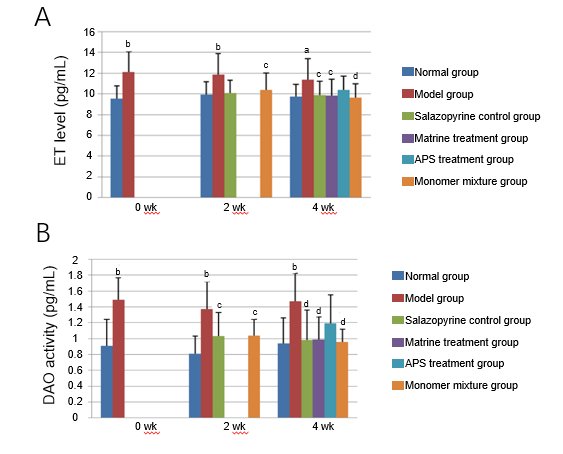 A
ET level (pg/mL)
16
14
12
10
8
6
4
2
0
b
b
c
a
c
c
d
0 wk
2 wk
4 wk
Normal group
Model group
Salazopyrine control group
Matrine treatment group
APS treatment group
Monomer mixture group
B
DAO activity (pg/mL)
2
1.8
1.6
1.4
1.2
1
0.8
0.6
0.4
0.2
0
b
b
c
c
b
d
d
d
0 wk
2 wk
4 wk
Normal group
Model group
Salazopyrine control group
Matrine treatment group
APS treatment group
Monomer mixture group